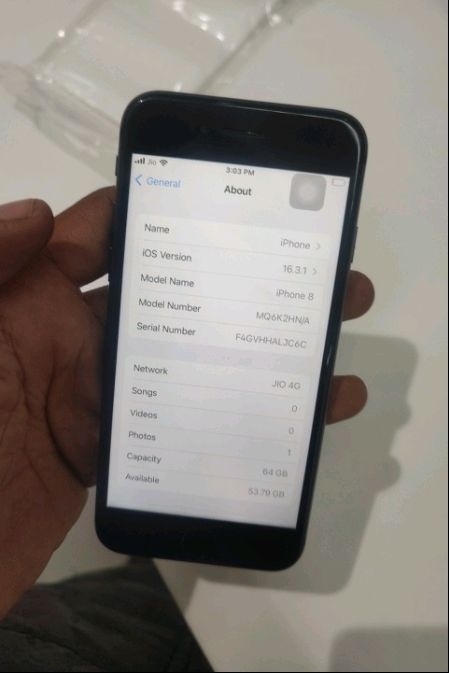 Jio
3:03 PM
General
About
Name iPhone
iOS Version 16.3.1
Model Name iPhone 8
Model Number MQ6K2HN/A
Serial Number F4GVHHALJC6C
Network JIO 4G
Songs 0
Videos 0
Photos 1
Capacity 64 GB
Available 53.79 GB